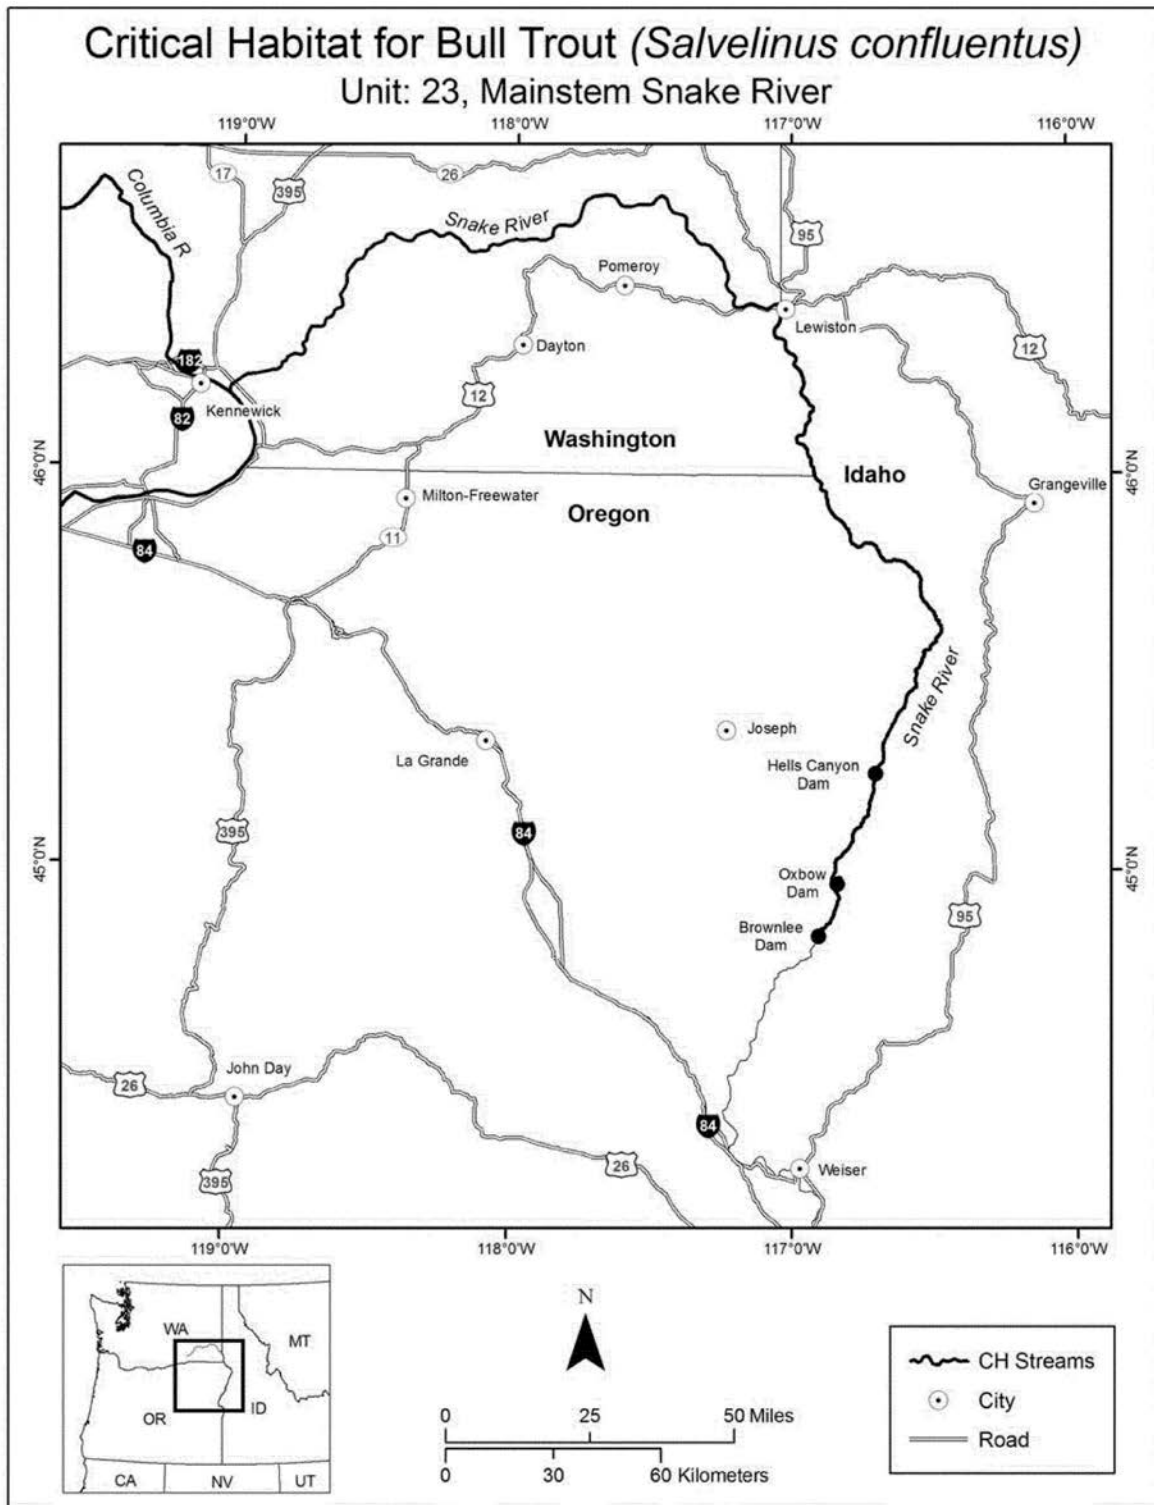 Critical Habitat for Bull Trout (Salvelinus confluentus)
Unit: 23, Mainstem Snake River
119°0'W
118°0'W
117°0'W
116°0'W
17
395
26
Columbia R
Snake River
95
Pomeroy
Lewiston
Dayton
182
12
12
Kennewick
82
Washington
46°0'N
46°0'N
Idaho
Grangeville
Milton-Freewater
Oregon
11
84
Snake River
Joseph
La Grande
Hells Canyon
Dam
395
84
45°0'N
45°0'N
Oxbow
Dam
95
Brownlee
Dam
John Day
26
84
26
Weiser
395
119°0'W
118°0'W
117°0'W
116°0'W
WA
MT
OR
ID
CA
NV
UT
N
0
25
50 Miles
0
30
60 Kilometers
CH Streams
City
Road